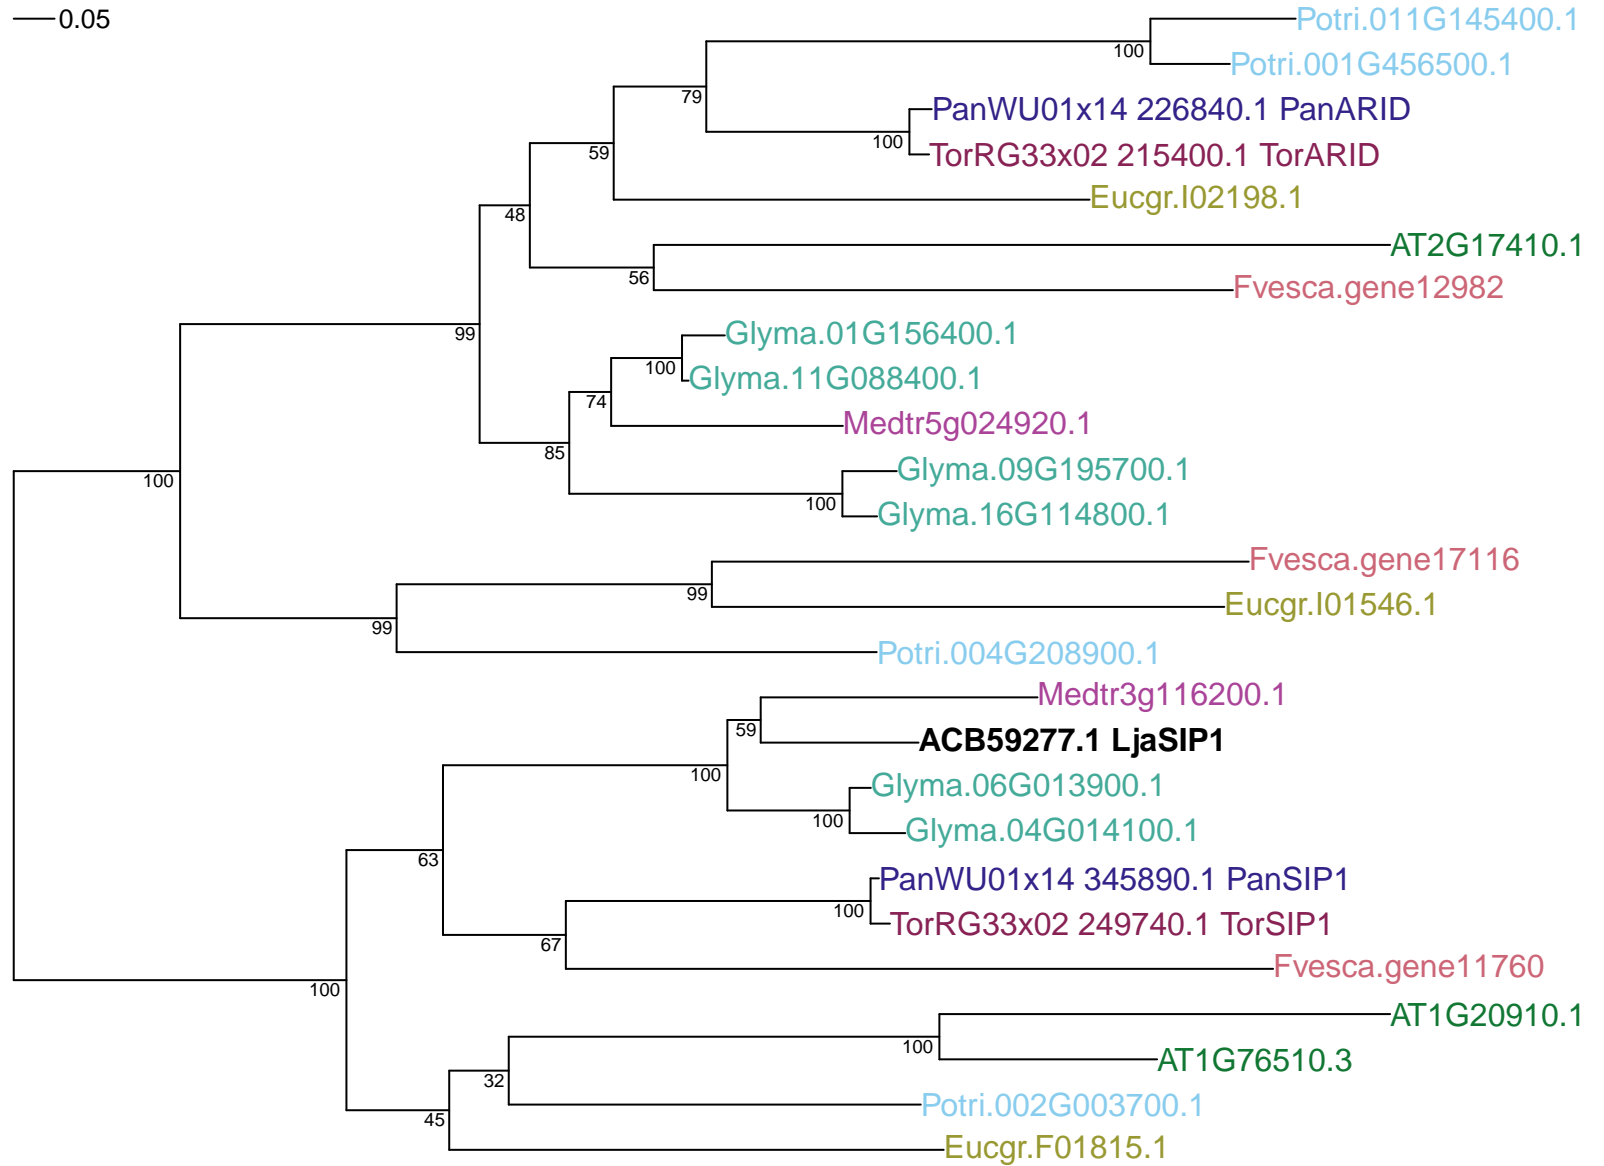 0.05
Potri.011G145400.1
100
Potri.001G456500.1
79
PanWU01x14 226840.1 PanARID
100
TorRG33x02 215400.1 TorARID
59
Eucgr.I02198.1
48
AT2G17410.1
56
Fvesca.gene12982
99
Glyma.01G156400.1
100
Glyma.11G088400.1
74
Medtr5g024920.1
85
Glyma.09G195700.1
100
Glyma.16G114800.1
100
Fvesca.gene17116
99
Eucgr.I01546.1
99
Potri.004G208900.1
Medtr3g116200.1
59
ACB59277.1 LjaSIP1
100
Glyma.06G013900.1
100
Glyma.04G014100.1
63
PanWU01x14 345890.1 PanSIP1
100
TorRG33x02 249740.1 TorSIP1
67
Fvesca.gene11760
100
AT1G20910.1
100
AT1G76510.3
32
Potri.002G003700.1
45
Eucgr.F01815.1